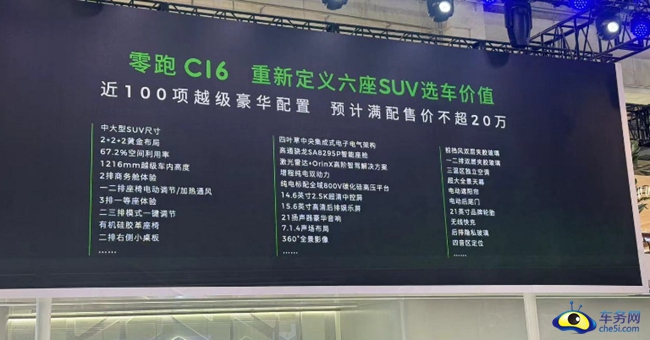 零跑 C16 重新定义六座SUV选车价值
近100项越级豪华配置 预计满配售价不超20万
中大型SUV尺寸
2+2+2黄金布局
67.2%空间利用率
1216mm越级车内高度
2排商务舱体验
一二排座椅电动调节/加热通风
3排一等座体验
二三排模式一键调节
有机硅胶革座椅
二排右侧小桌板
......
四叶草中央集成式电子电气架构
高通骁龙SA8295P智能座舱
激光雷达+OrinX高阶智驾解决方案
增程纯电双动力
纯电标配全域800V碳化硅高压平台
14.6英寸2.5K超清中控屏
15.6英寸高清后排娱乐屏
21扬声器豪华音响
7.1.4声场布局
360°全景影像
......
前挡风双层夹胶玻璃
一二排双层夹胶玻璃
三温区独立空调
超大全景天幕
电动遮阳帘
电动后尾门
21英寸品牌轮胎
无线快充
后排隐私玻璃
四音区定位
......
车务网
che5i.com